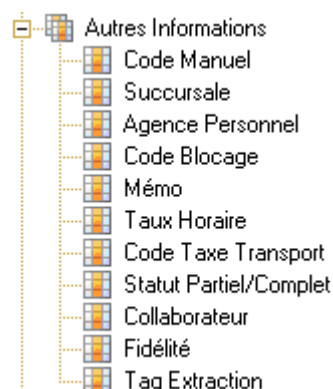 Autres Informations
Code Manuel
Succursale
Agence Personnel
Code Blocage
Mémo
Taux Horaire
Code Taxe Transport
Statut Partiel/Complet
Collaborateur
Fidélité
Tag Extraction